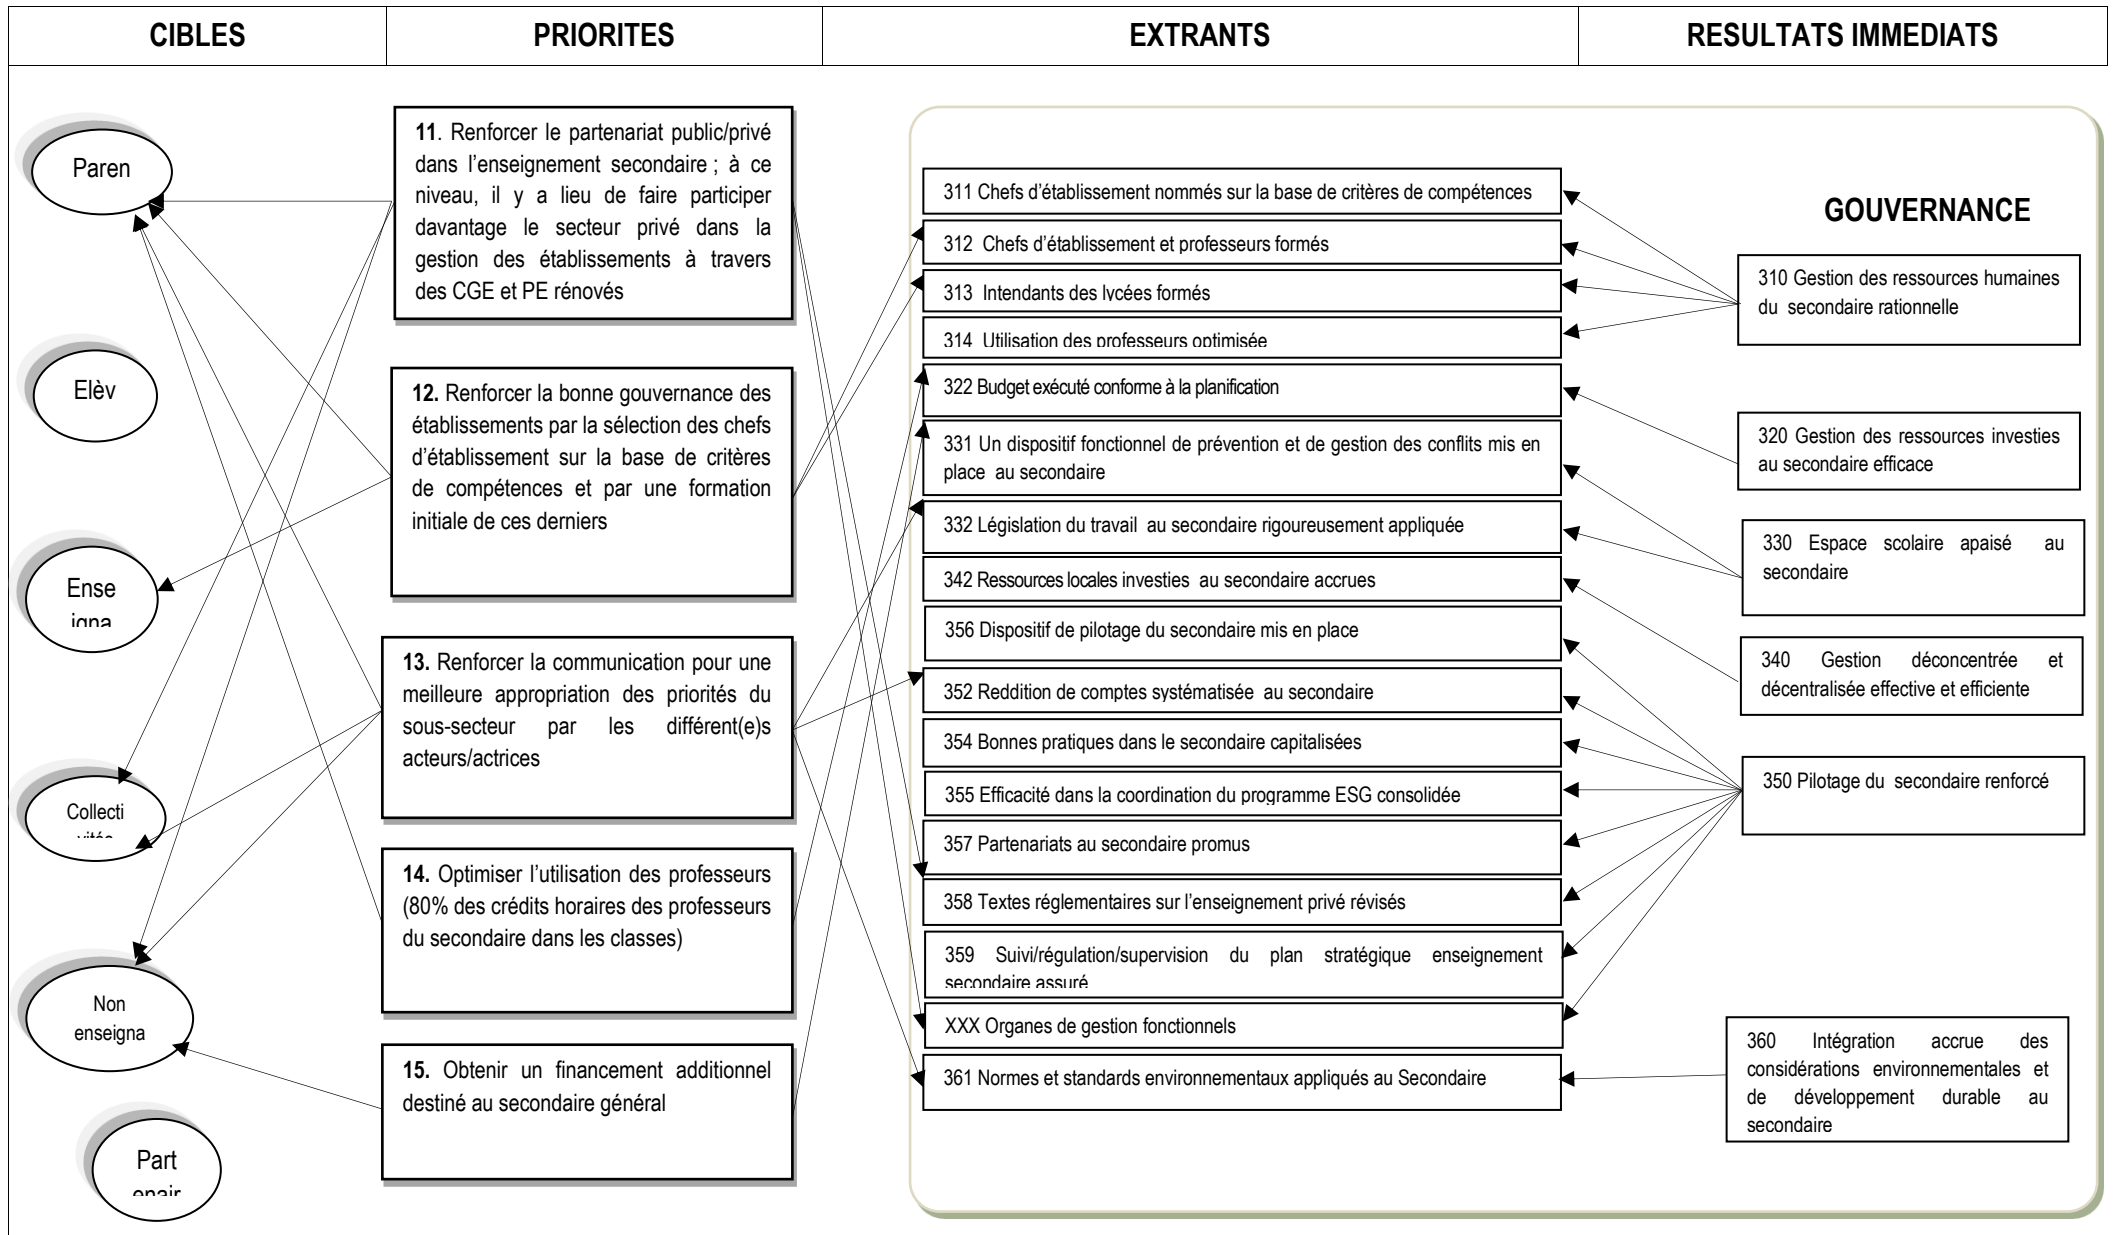 CIBLES
PRIORITES
EXTRANTS
RESULTATS IMMEDIATS
Paren
Elèv
Ense
igna
Collecti
vités
Non
enseigna
Part
enair
11. Renforcer le partenariat public/privé
dans l'enseignement secondaire ; à ce
niveau, il y a lieu de faire participer
davantage le secteur privé dans la
gestion des établissements à travers
des CGE et PE rénovés
12. Renforcer la bonne gouvernance des
établissements par la sélection des chefs
d'établissement sur la base de critères
de compétences et par une formation
initiale de ces derniers
13. Renforcer la communication pour une
meilleure appropriation des priorités du
sous-secteur par les différent(e)s
acteurs/actrices
14. Optimiser l'utilisation des professeurs
(80% des crédits horaires des professeurs
du secondaire dans les classes)
15. Obtenir un financement additionnel
destiné au secondaire général
311 Chefs d'établissement nommés sur la base de critères de compétences
312 Chefs d'établissement et professeurs formés
313 Intendants des lycées formés
314 Utilisation des professeurs optimisée
322 Budget exécuté conforme à la planification
331 Un dispositif fonctionnel de prévention et de gestion des conflits mis en
place au secondaire
332 Législation du travail au secondaire rigoureusement appliquée
342 Ressources locales investies au secondaire accrues
356 Dispositif de pilotage du secondaire mis en place
352 Reddition de comptes systématisée au secondaire
354 Bonnes pratiques dans le secondaire capitalisées
355 Efficacité dans la coordination du programme ESG consolidée
357 Partenariats au secondaire promus
358 Textes réglementaires sur l'enseignement privé révisés
359 Suivi/régulation/supervision du plan stratégique enseignement
secondaire assuré
XXX Organes de gestion fonctionnels
361 Normes et standards environnementaux appliqués au Secondaire
GOUVERNANCE
310 Gestion des ressources humaines
du secondaire rationnelle
320 Gestion des ressources investies
au secondaire efficace
330 Espace scolaire apaisé au
secondaire
340 Gestion déconcentrée et
décentralisée effective et efficiente
350 Pilotage du secondaire renforcé
360 Intégration accrue des
considérations environnementales et
de développement durable au
secondaire